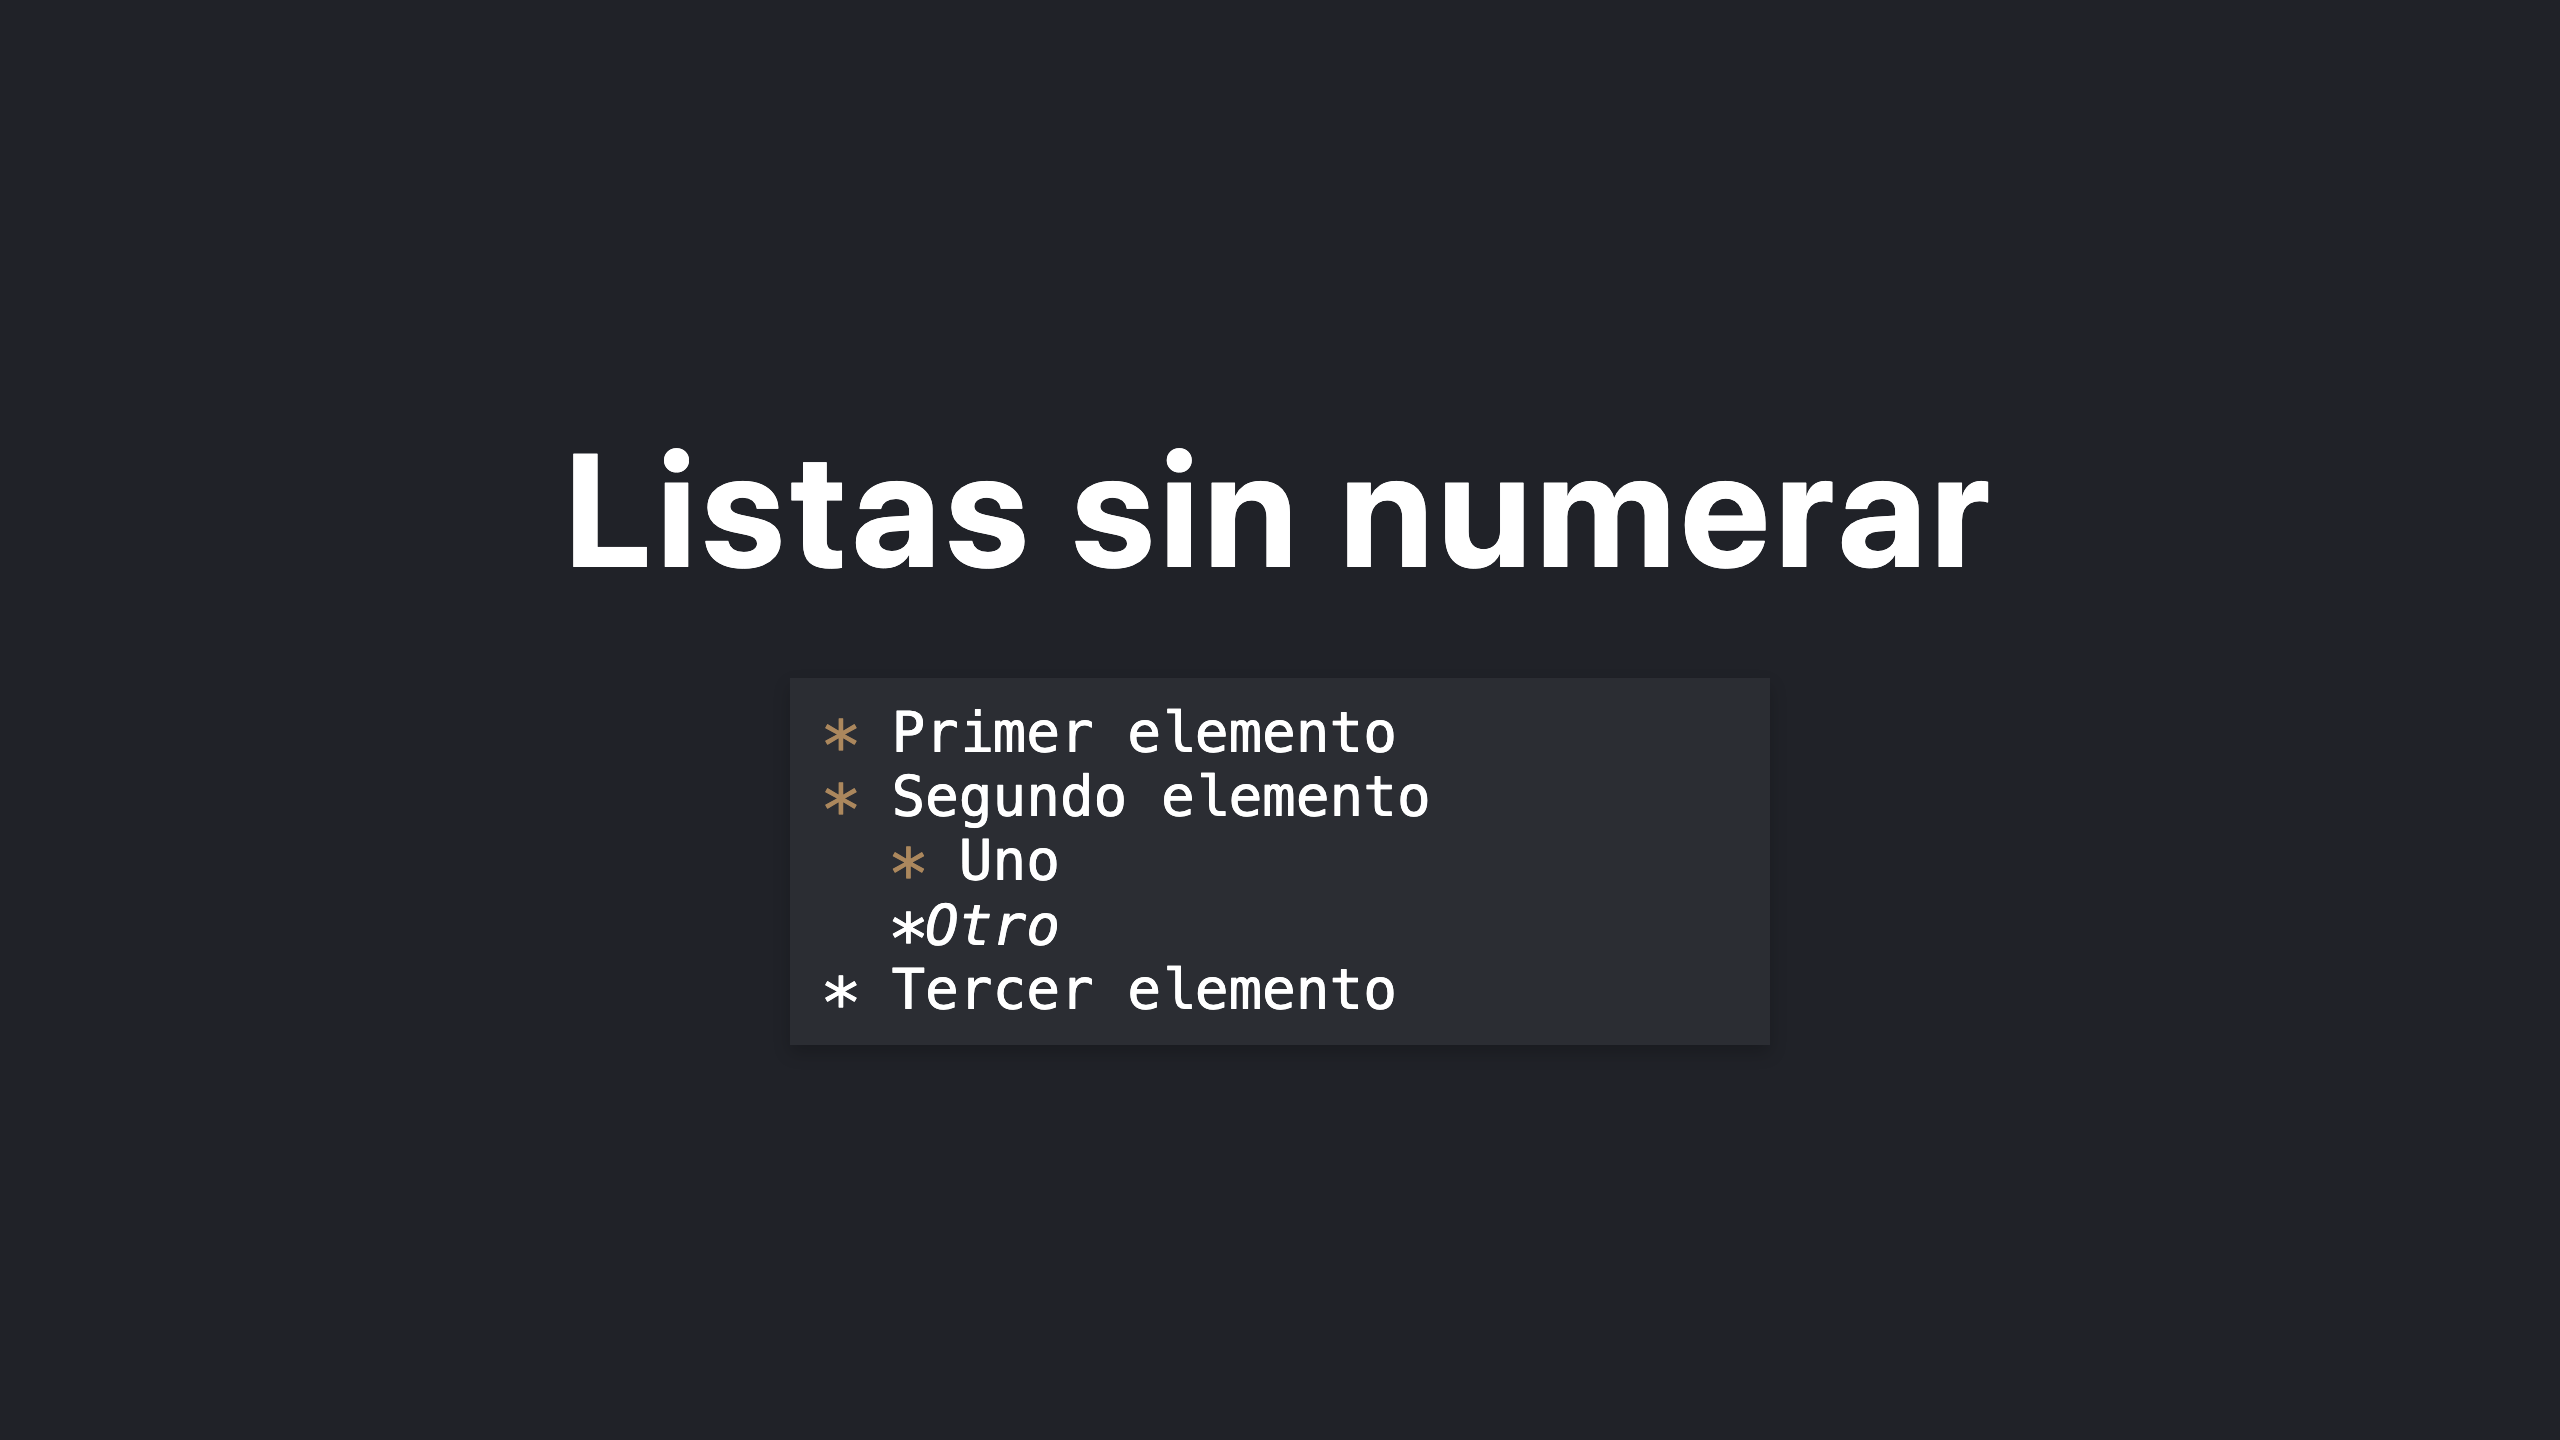 Listas sin numerar
* Primer elemento
* Segundo elemento
  * Uno
  *Otro
* Tercer elemento